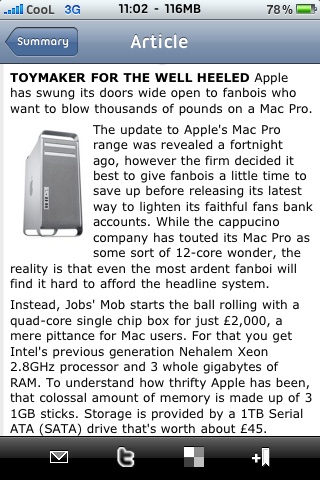 CooL 3G 11:02 - 116MB 78%
Summary Article
TOYMAKER FOR THE WELL HEELED Apple
has swung its doors wide open to fanbois who
want to blow thousands of pounds on a Mac Pro.
The update to Apple's Mac Pro
range was revealed a fortnight
ago, however the firm decided it
best to give fanbois a little time to
save up before releasing its latest
way to lighten its faithful fans bank
accounts. While the cappucino
company has touted its Mac Pro as
some sort of 12-core wonder, the
reality is that even the most ardent fanboi will
find it hard to afford the headline system.
Instead, Jobs' Mob starts the ball rolling with a
quad-core single chip box for just £2,000, a
mere pittance for Mac users. For that you get
Intel's previous generation Nehalem Xeon
2.8GHz processor and 3 whole gigabytes of
RAM. To understand how thrifty Apple has been,
that colossal amount of memory is made up of 3
1GB sticks. Storage is provided by a 1TB Serial
ATA (SATA) drive that's worth about £45.